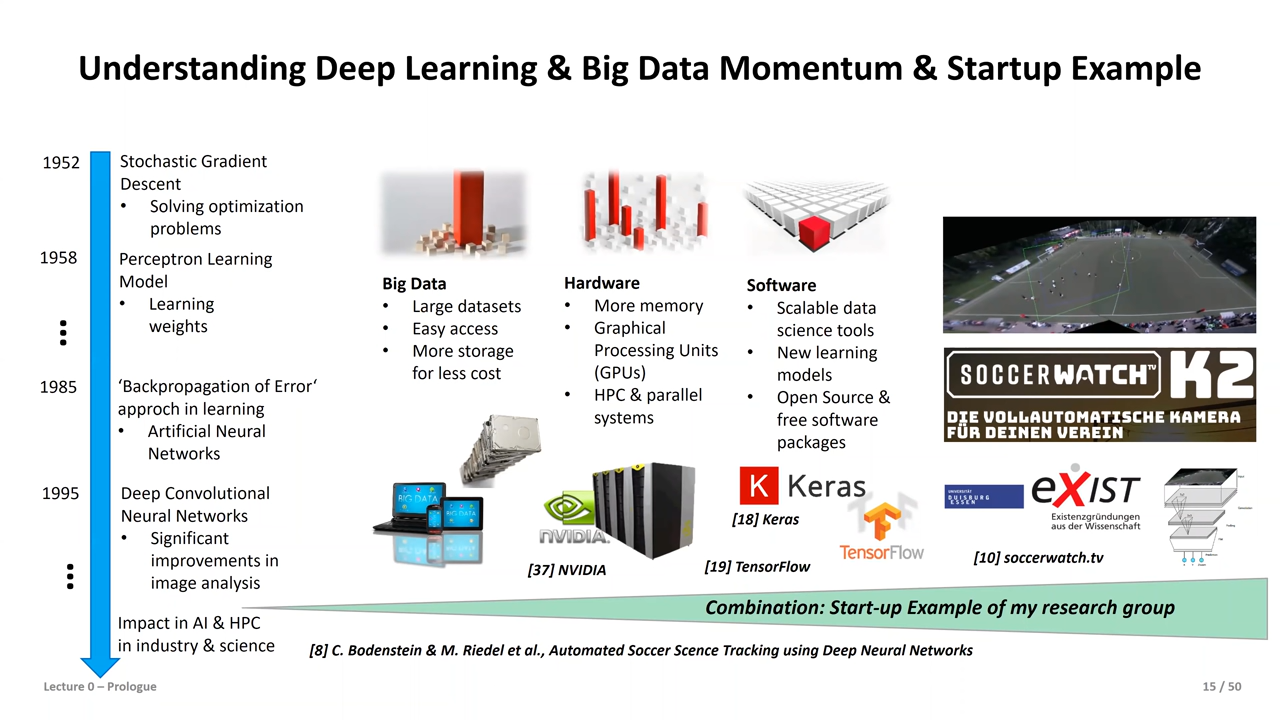 Understanding Deep Learning & Big Data Momentum & Startup Example
1952
Stochastic Gradient
Descent
• Solving optimization
problems
1958
Perceptron Learning
Model
• Learning
weights
1985
‘Backpropagation of Error‘
approch in learning
• Artificial Neural
Networks
1995
Deep Convolutional
Neural Networks
• Significant
improvements in
image analysis
Impact in AI & HPC
in industry & science
Big Data
• Large datasets
• Easy access
• More storage
for less cost
BIG DATA
BIG DATA
Hardware
• More memory
• Graphical
Processing Units
(GPUs)
• HPC & parallel
systems
NVIDIA.
[37] NVIDIA
Software
• Scalable data
science tools
• New learning
models
• Open Source &
free software
packages
K Keras
[18] Keras
TensorFlow
[19] TensorFlow
SOCCERWATCH TV K2
DIE VOLLAUTOMATISCHE KAMERA
FÜR DEINEN VEREIN
UNIVERSITÄT
DUISBURG
ESSEN
eXIST
Existenzgründungen
aus der Wissenschaft
[10] soccerwatch.tv
Combination: Start-up Example of my research group
[8] C. Bodenstein & M. Riedel et al., Automated Soccer Scence Tracking using Deep Neural Networks
Lecture 0 – Prologue
15 / 50